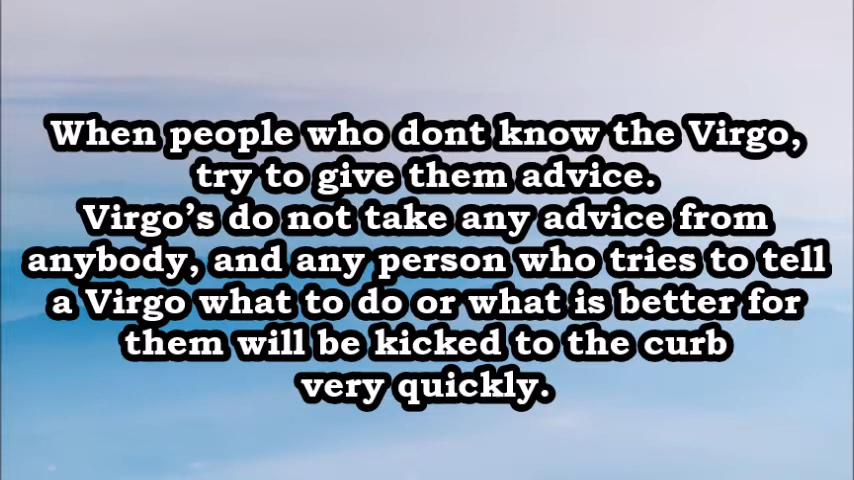 When people who dont know the Virgo,
try to give them advice.
Virgo's do not take any advice from
anybody, and any person who tries to tell
a Virgo what to do or what is better for
them will be kicked to the curb
very quickly.